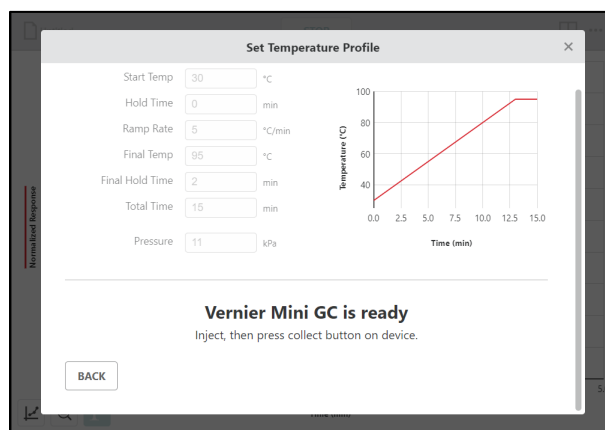 Set Temperature Profile ×
Start Temp 30 °C
Hold Time 0 min
Ramp Rate 5 °C/min
Final Temp 95 °C
Final Hold Time 2 min
Total Time 15 min
Pressure 11 kPa
Temperature (°C)
100
80
60
40
0.0 2.5 5.0 7.5 10.0 12.5 15.0
Time (min)
Normalized Response
Vernier Mini GC is ready
Inject, then press collect button on device.
BACK